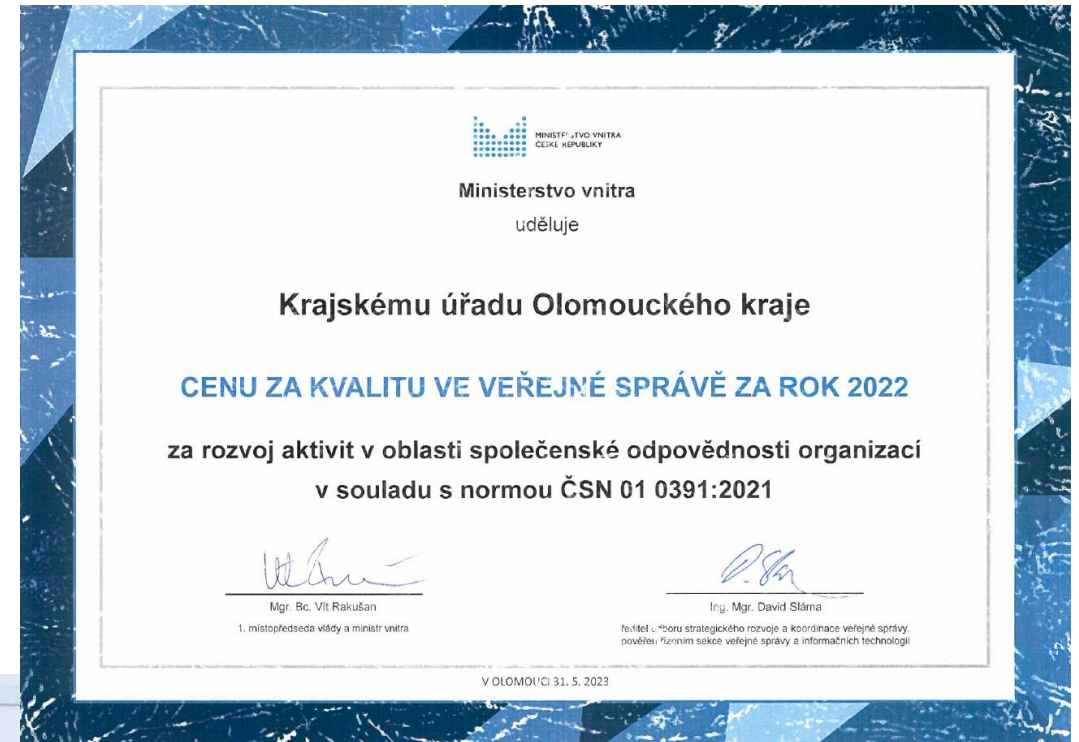 MINISTERSTVO VNITRA
ČESKÉ REPUBLIKY
Ministerstvo vnitra
uděluje
Krajskému úřadu Olomouckého kraje
CENU ZA KVALITU VE VEŘEJNÉ SPRÁVĚ ZA ROK 2022
za rozvoj aktivit v oblasti společenské odpovědnosti organizací
v souladu s normou ČSN 01 0391:2021
Mgr. Bc. Vít Rakušan
1. místopředseda vlády a ministr vnitra
Ing. Mgr. David Sláma
ředitel odboru strategického rozvoje a koordinace veřejné správy,
pověřen řízením sekce veřejné správy a informačních technologií
V OLOMOUCI 31. 5. 2023